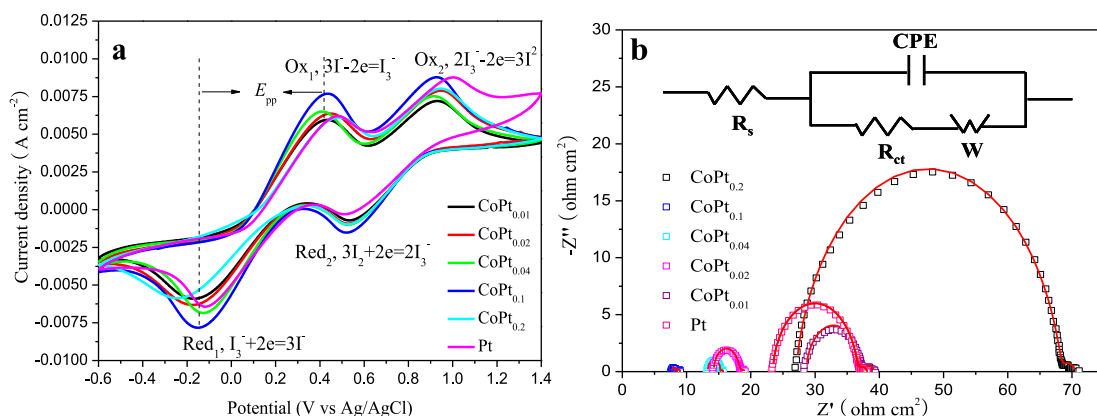 a
Ox₁, 3I⁻-2e=I₃⁻
Ox₂, 2I₃⁻-2e=3I²
Eₚₚ
Red₂, 3I₂+2e=2I₃⁻
Red₁, I₃⁻+2e=3I⁻
CoPt₀.₀₁
CoPt₀.₀₂
CoPt₀.₀₄
CoPt₀.₁
CoPt₀.₂
Pt
0.0125
0.0100
0.0075
0.0050
0.0025
0.0000
-0.0025
-0.0050
-0.0075
-0.0100
Current density ( A cm⁻² )
-0.6 -0.4 -0.2 0.0 0.2 0.4 0.6 0.8 1.0 1.2 1.4
Potential (V vs Ag/AgCl)
b
CPE
Rₛ
R꜀ₜ
W
CoPt₀.₂
CoPt₀.₁
CoPt₀.₀₄
CoPt₀.₀₂
CoPt₀.₀₁
Pt
30
25
20
15
10
5
0
-Z'' ( ohm cm² )
0 10 20 30 40 50 60 70
Z' ( ohm cm² )